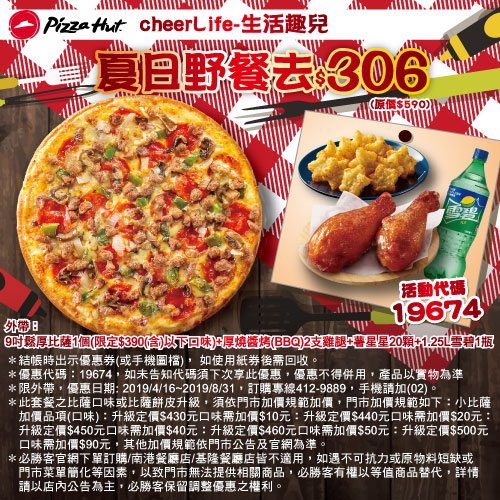 Pizza Hut. cheerLife-生活趣兒
夏日野餐去$306
(原價$590)
雪碧
活動代碼
19674
外帶：
9吋鬆厚比薩1個(限定$390(含)以下口味)+厚燒醬烤(BBQ)2支雞腿+薯星星20顆+1.25L雪碧1瓶
＊結帳時出示優惠券(或手機圖檔)， 如使用紙券後需回收。
＊優惠代碼：19674，如未告知代碼須下次享此優惠，優惠不得併用，產品以實物為準
＊限外帶，優惠日期: 2019/4/16~2019/8/31，訂購專線412-9889，手機請加(02)。
＊此套餐之比薩口味或比薩餅皮升級，須依門市加價規範加價，門市加價規範如下：小比薩
加價品項(口味)：升級定價$430元口味需加價$10元：升級定價$440元口味需加價$20元：
升級定價$450元口味需加價$40元：升級定價$460元口味需加價$50元：升級定價$500元
口味需加價$90元，其他加價規範依門市公告及官網為準。
＊必勝客官網下單訂購/南港餐廳店/基隆餐廳店皆不適用，如遇不可抗力或原物料短缺或
門市菜單簡化等因素，以致門市無法提供相關商品，必勝客有權以等值商品替代，詳情
請以店內公告為主，必勝客保留調整優惠之權利。